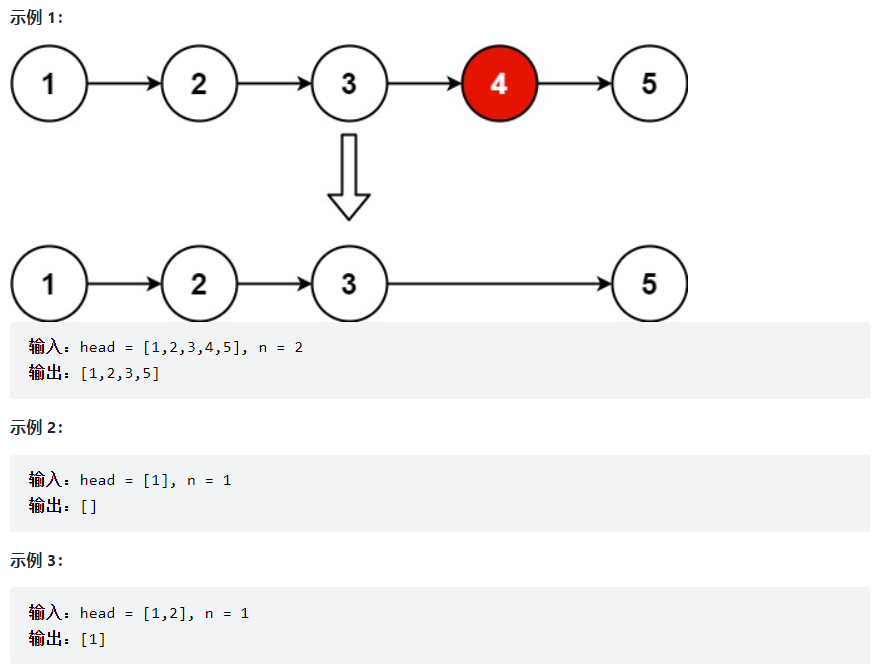 示例 1：
1 2 3 4 5
1 2 3 5
输入：head = [1,2,3,4,5], n = 2
输出：[1,2,3,5]
示例 2：
输入：head = [1], n = 1
输出：[]
示例 3：
输入：head = [1,2], n = 1
输出：[1]